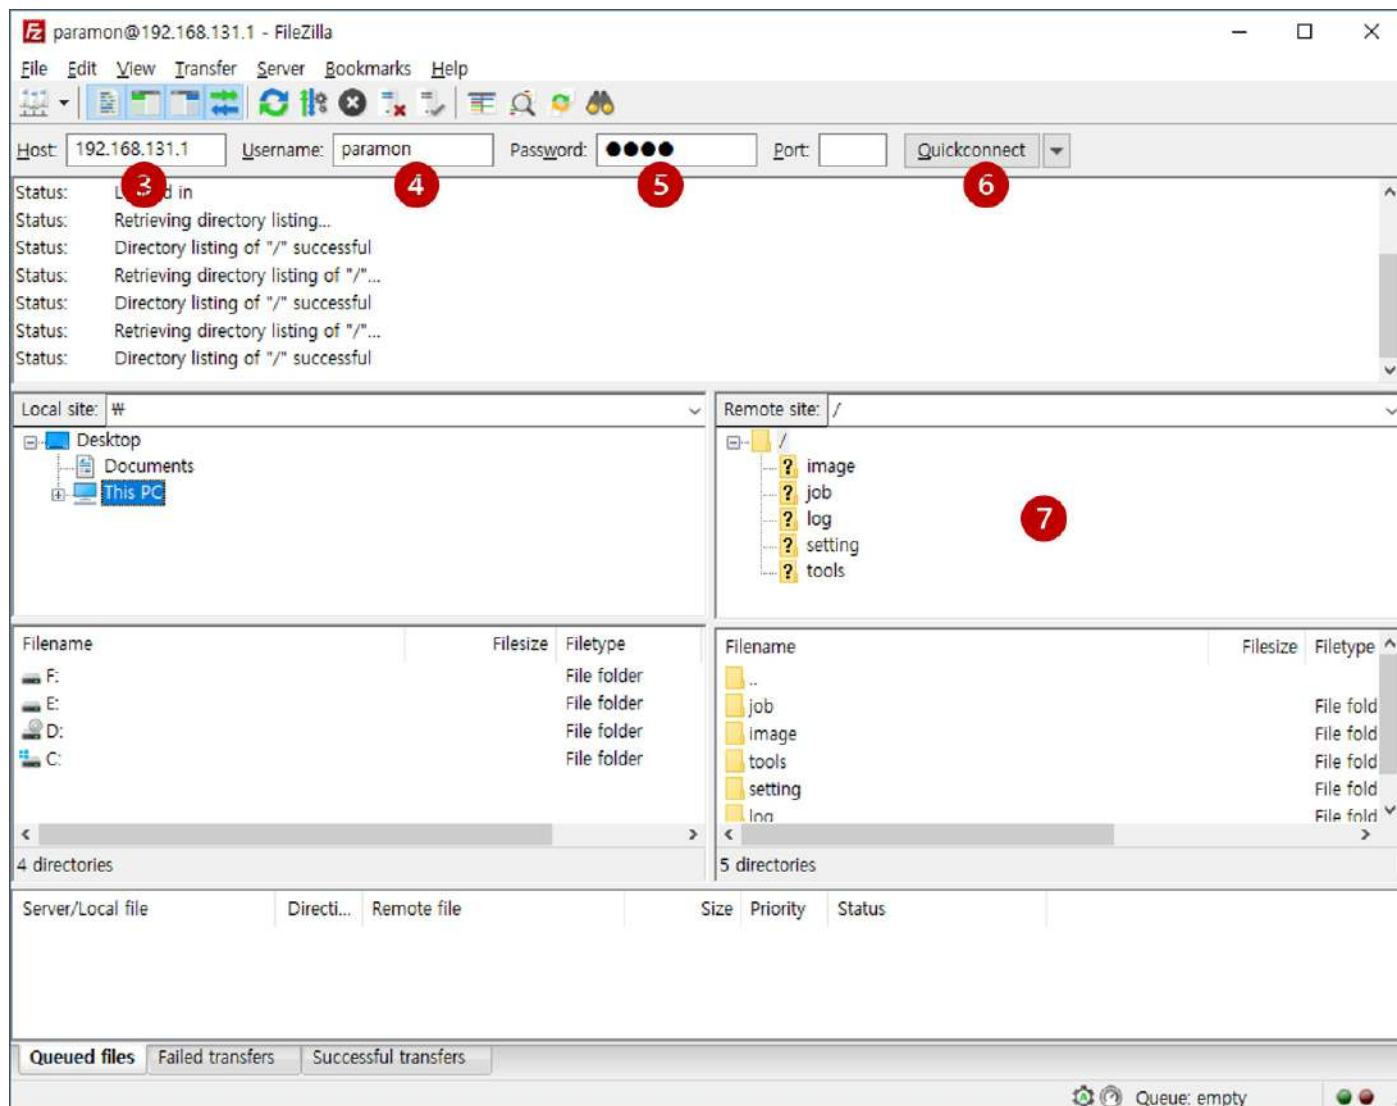 paramon@192.168.131.1 - FileZilla
File Edit View Transfer Server Bookmarks Help
Host: 192.168.131.1 Username: paramon Password: ●●●● Port: Quickconnect
3 4 5 6
Status: in
Status: Retrieving directory listing...
Status: Directory listing of "/" successful
Status: Retrieving directory listing of "/"...
Status: Directory listing of "/" successful
Status: Retrieving directory listing of "/"...
Status: Directory listing of "/" successful
Local site: ₩
Desktop
Documents
This PC
Remote site: /
/
? image
? job
? log
? setting
? tools
7
Filename Filesize Filetype
F: File folder
E: File folder
D: File folder
C: File folder
4 directories
Filename Filesize Filetype
..
job File fold
image File fold
tools File fold
setting File fold
log File fold
5 directories
Server/Local file Directi... Remote file Size Priority Status
Queued files Failed transfers Successful transfers
Queue: empty